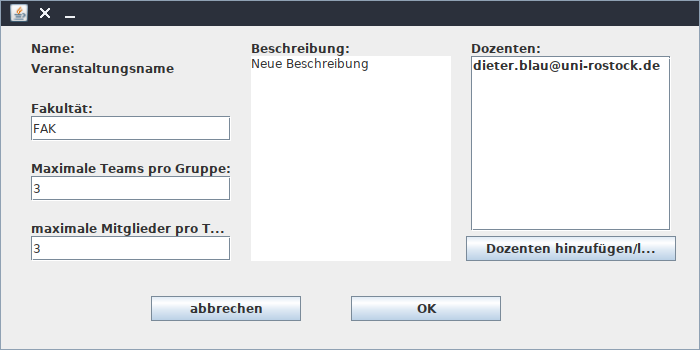 Name:
Veranstaltungsname
Fakultät:
FAK
Maximale Teams pro Gruppe:
3
maximale Mitglieder pro T...
3
Beschreibung:
Neue Beschreibung
Dozenten:
dieter.blau@uni-rostock.de
Dozenten hinzufügen/l...
abbrechen
OK